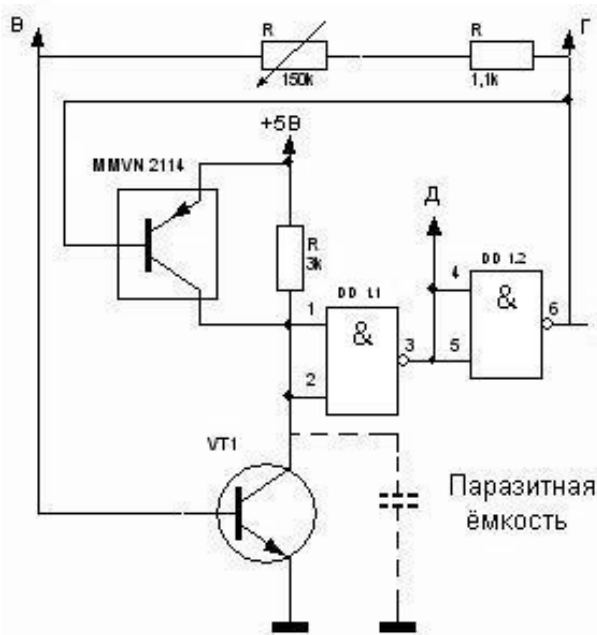 В
R
R
Г
150k
1,1k
+5В
MMVN 2114
Д
R
3k
DD 1.1
DD 1.2
1
&
4
&
6
3
5
2
VT1
Паразитная
ёмкость